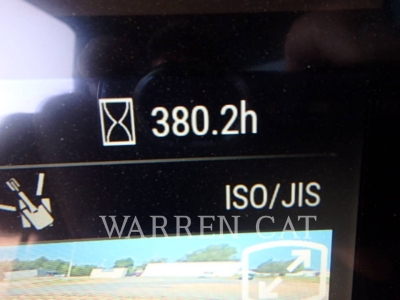 380.2h
ISO/JIS
WARREN CAT